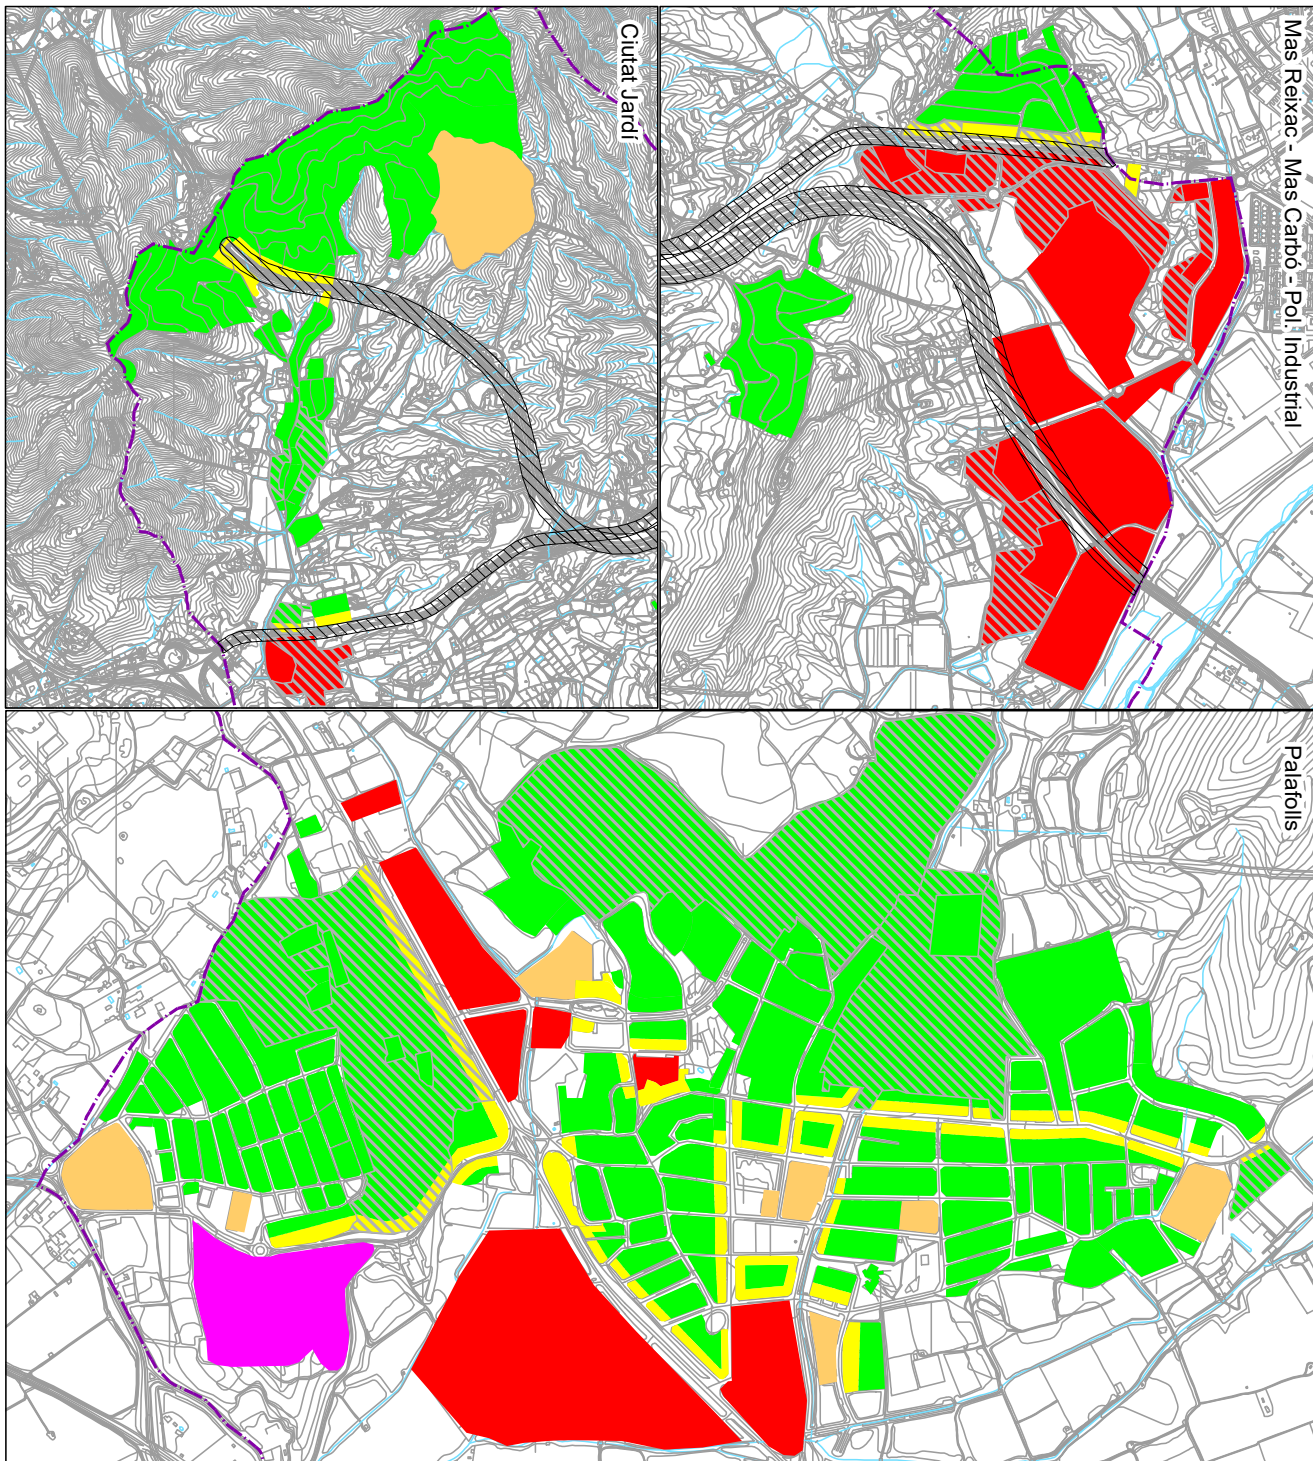 Ciutat Jardí
Mas Reixac - Mas Carbó - Pol. Industrial
Palafolls